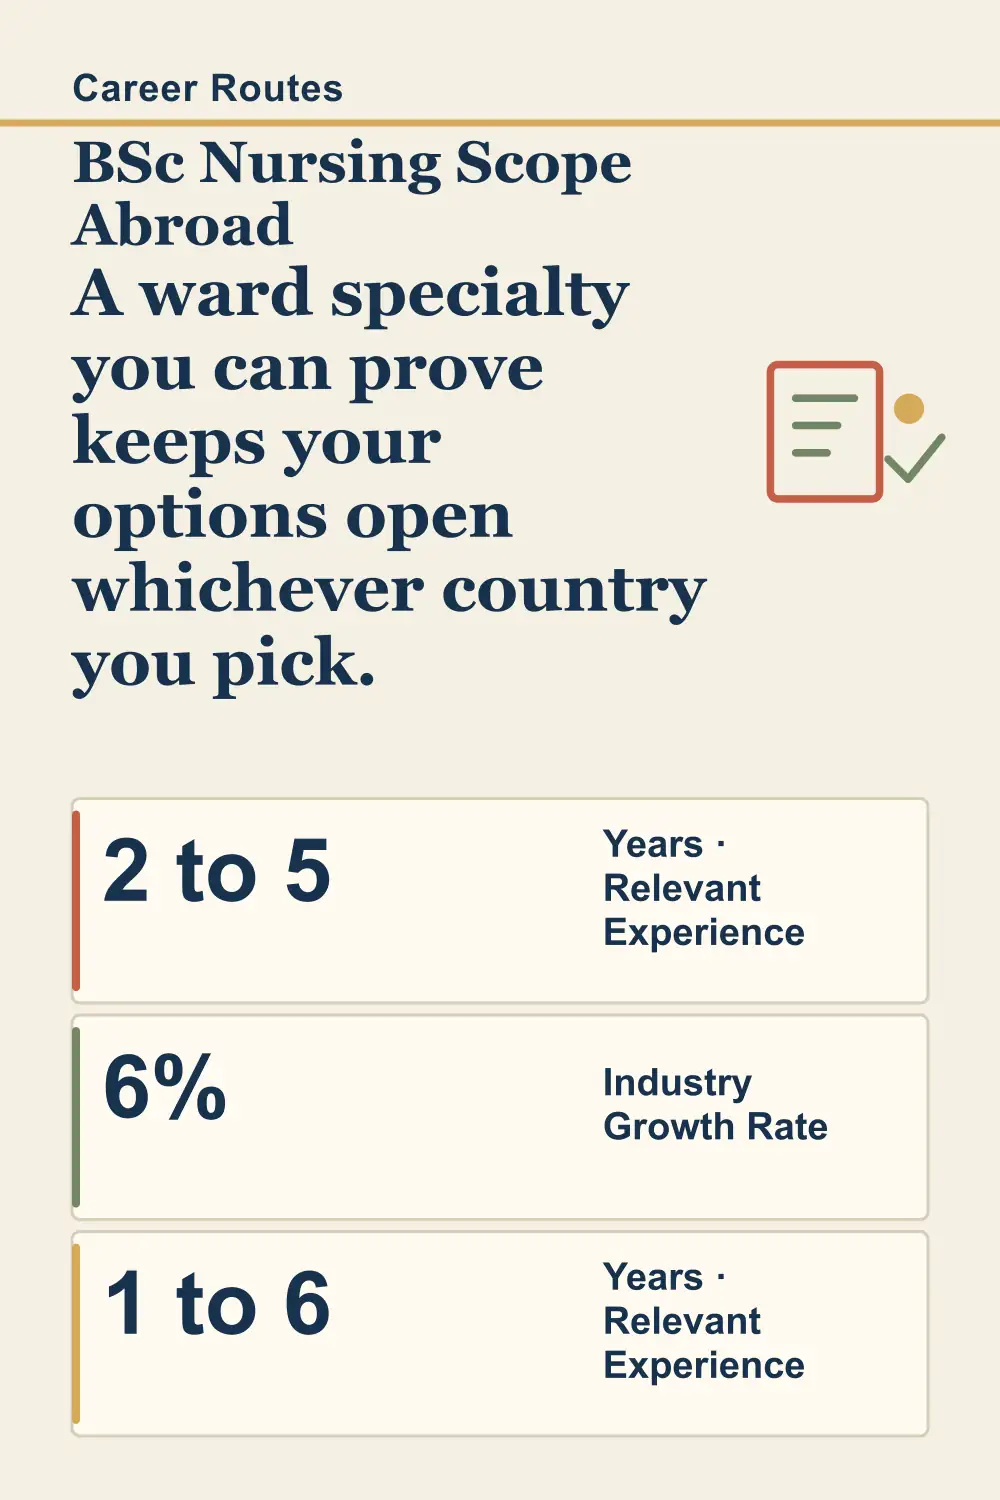 Career Routes
BSc Nursing Scope
Abroad
A ward specialty
you can prove
keeps your
options open
whichever country
you pick.
2 to 5
Years ·
Relevant
Experience
6%
Industry
Growth Rate
1 to 6
Years ·
Relevant
Experience